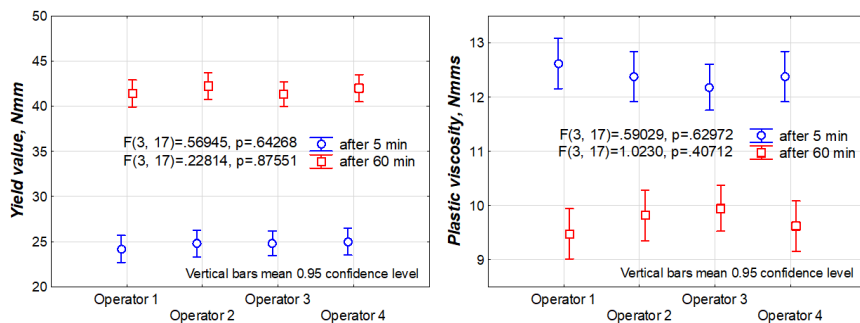 Yield value, Nmm
50
45
40
35
30
25
20
F(3, 17)=.56945, p=.64268
F(3, 17)=.22814, p=.87551
after 5 min
after 60 min
Vertical bars mean 0.95 confidence level
Operator 1
Operator 2
Operator 3
Operator 4
Plastic viscosity, Nmms
13
12
11
10
9
F(3, 17)=.59029, p=.62972
F(3, 17)=1.0230, p=.40712
after 5 min
after 60 min
Vertical bars mean 0.95 confidence level
Operator 1
Operator 2
Operator 3
Operator 4